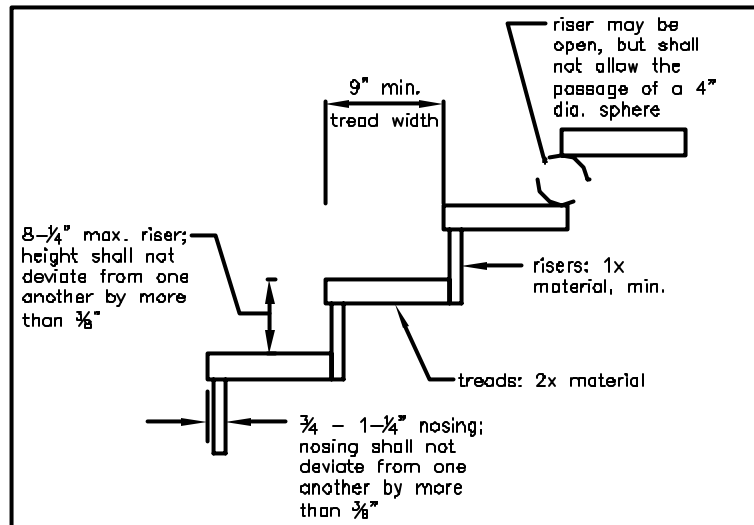 riser may be
open, but shall
not allow the
passage of a 4"
dia. sphere
9" min.
tread width
8-¼" max. riser;
height shall not
deviate from one
another by more
than ⅜"
risers: 1x
material, min.
treads: 2x material
¾ - 1-¼" nosing;
nosing shall not
deviate from one
another by more
than ⅜"